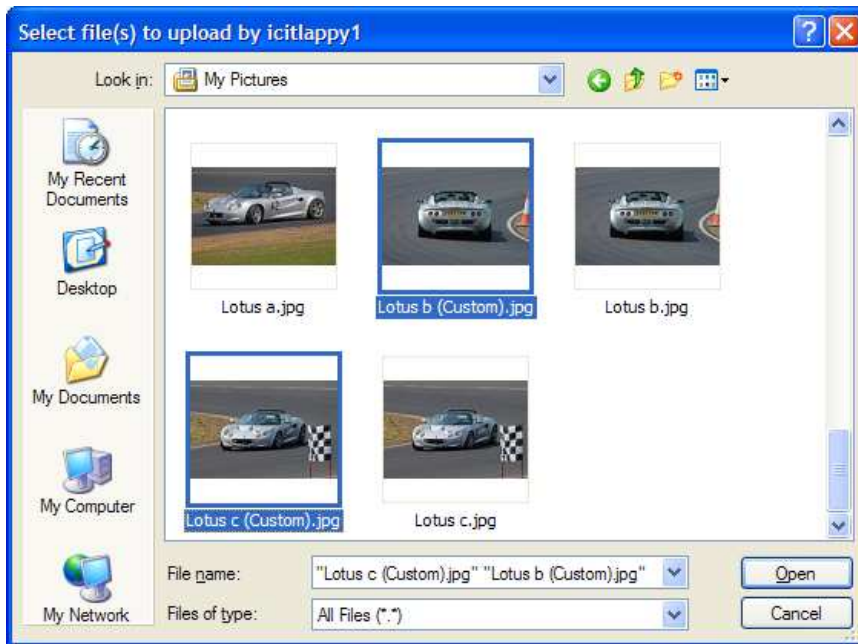 Select file(s) to upload by icitlappy1
Look in:
My Pictures
My Recent
Documents
Desktop
My Documents
My Computer
My Network
Lotus a.jpg
Lotus b (Custom).jpg
Lotus b.jpg
Lotus c (Custom).jpg
Lotus c.jpg
File name:
"Lotus c (Custom).jpg" "Lotus b (Custom).jpg"
Open
Files of type:
All Files (*.*)
Cancel